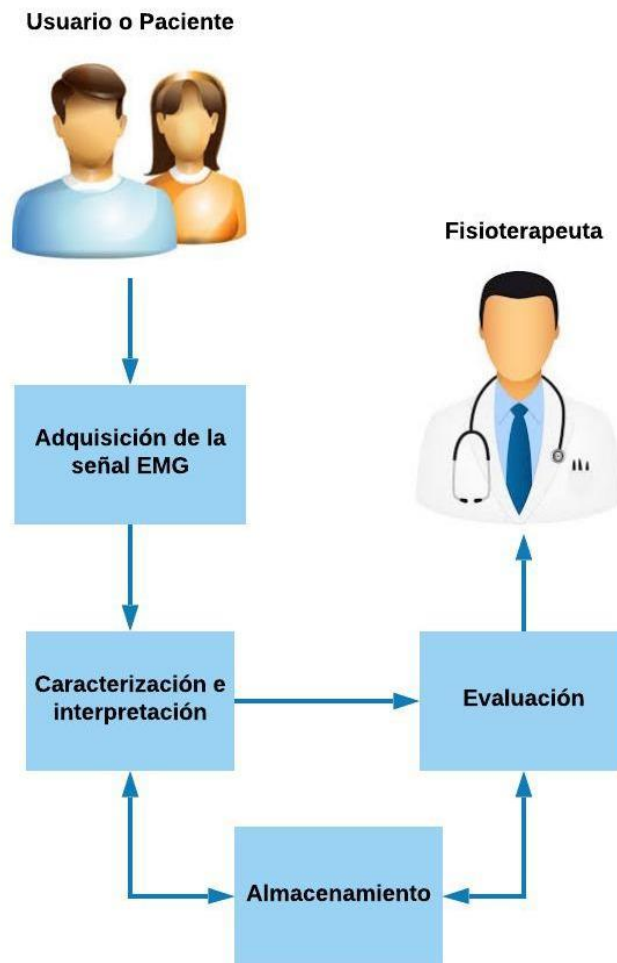 Usuario o Paciente
Fisioterapeuta
Adquisición de la
señal EMG
Caracterización e
interpretación
Evaluación
Almacenamiento